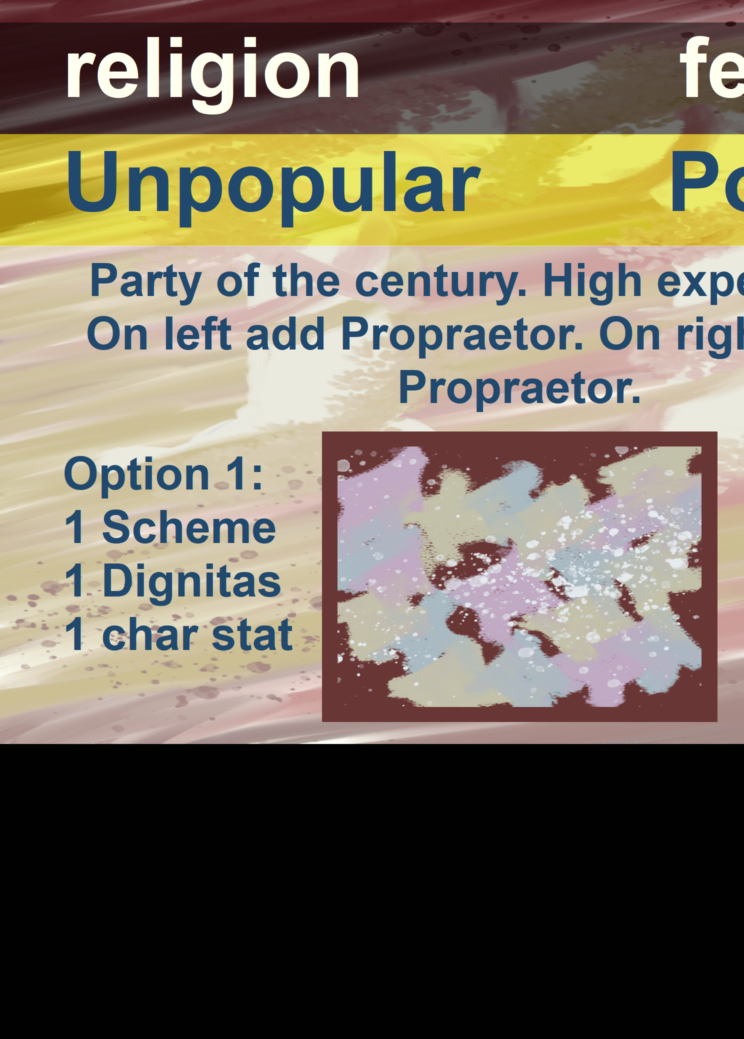 religion fe
Unpopular Po
Party of the century. High expe
On left add Propraetor. On righ
Propraetor.
Option 1:
1 Scheme
1 Dignitas
1 char stat